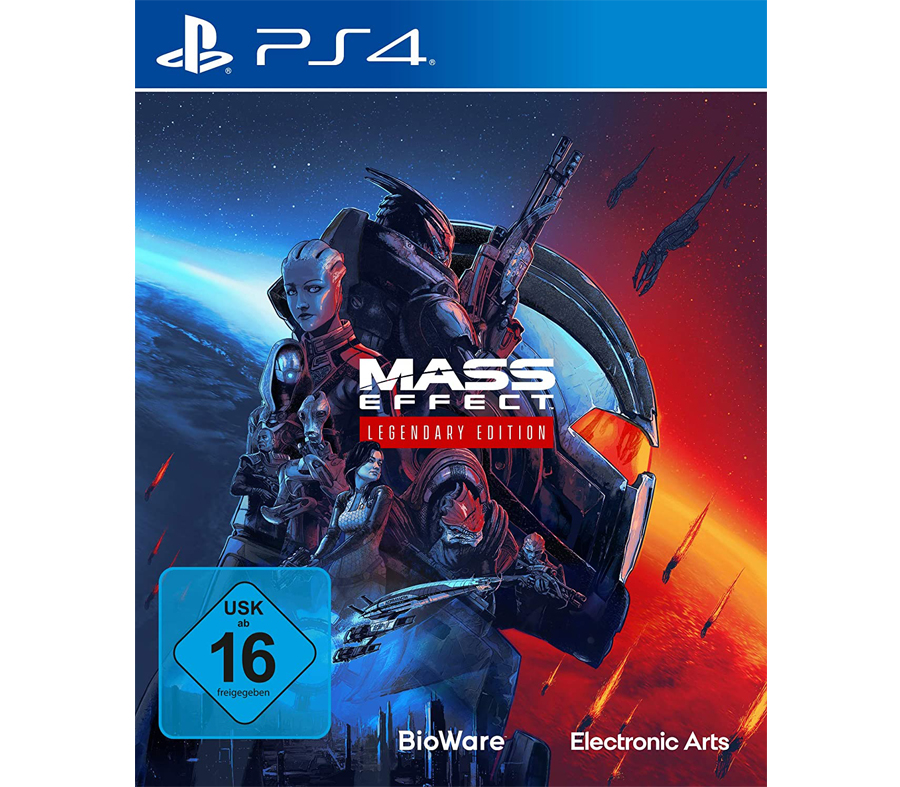 PS4
MASS
EFFECT
LEGENDARY EDITION
USK
ab
16
freigegeben
BioWare
Electronic Arts